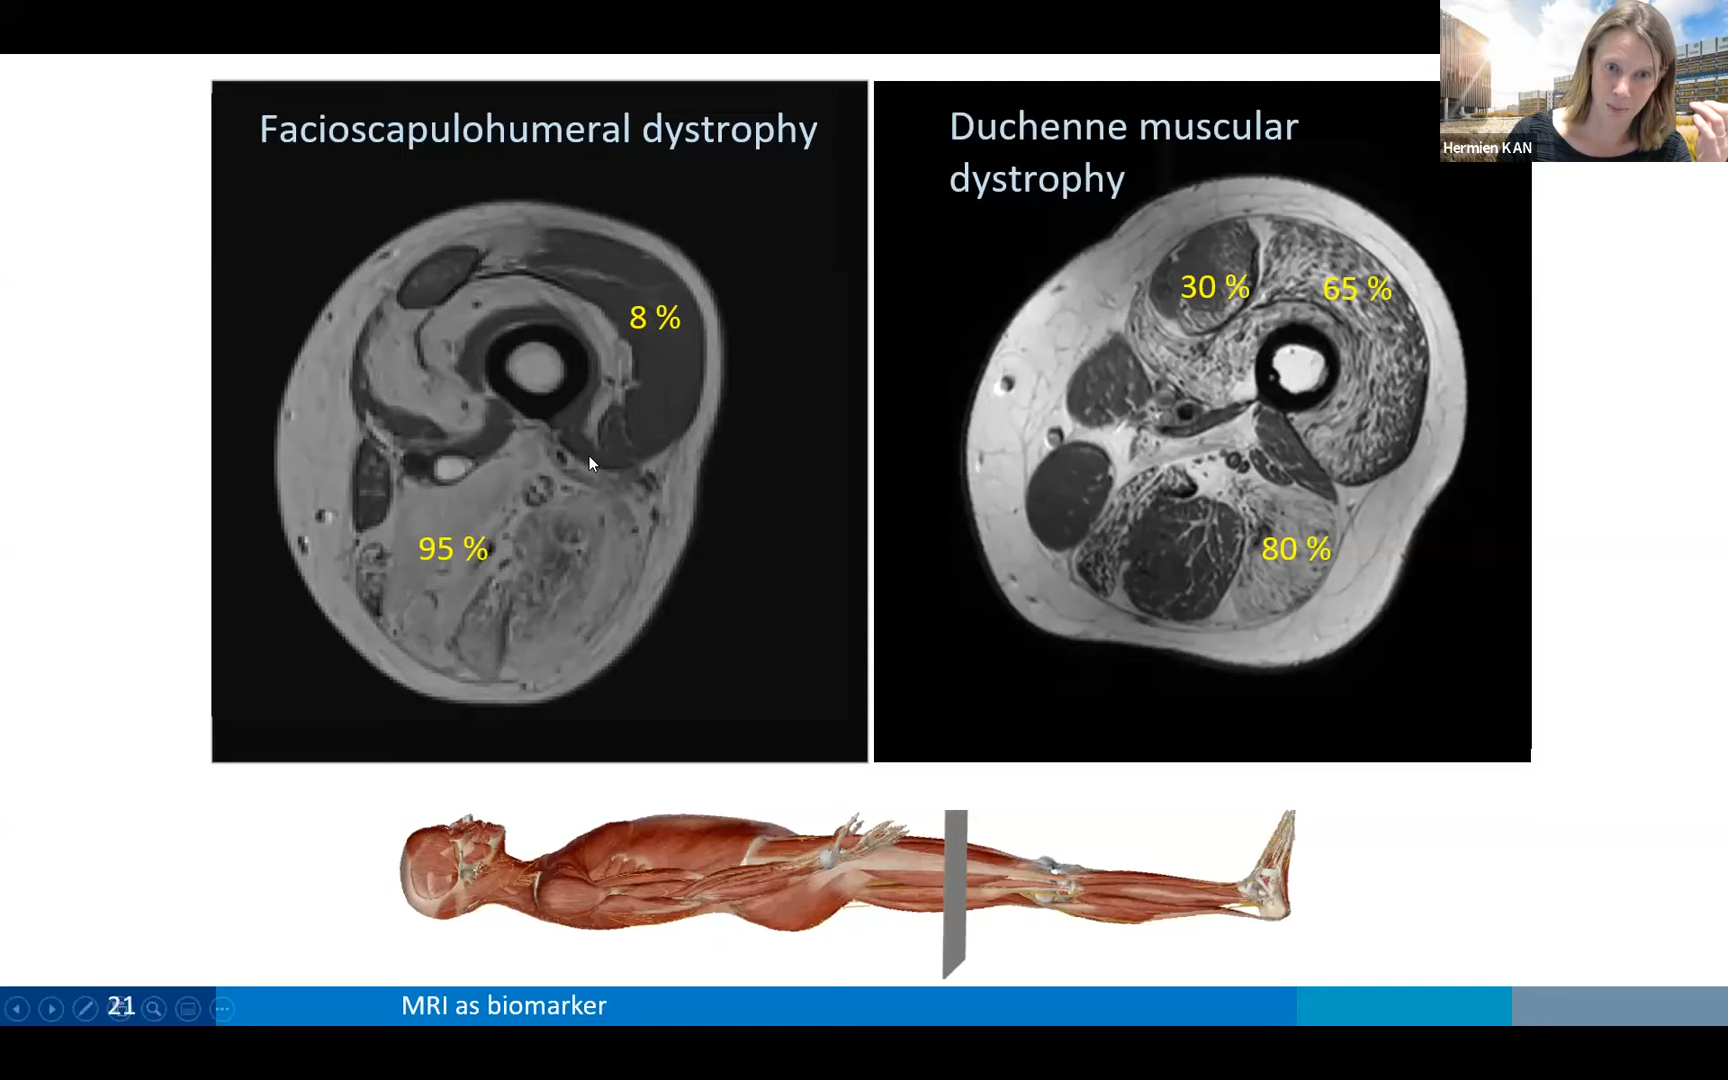 Facioscapulohumeral dystrophy
8 %
95 %
Duchenne muscular
dystrophy
30 %
65 %
80 %
Hermien KAN
21
MRI as biomarker